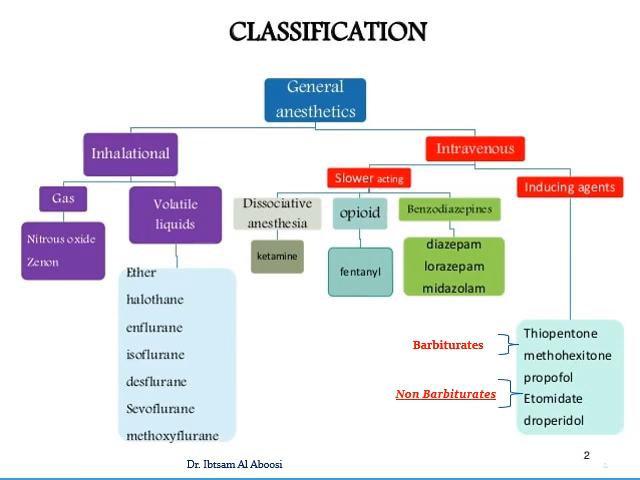 CLASSIFICATION
General
anesthetics
Inhalational
Intravenous
Slower acting
Inducing agents
Gas
Volatile
liquids
Dissociative
anesthesia
opioid
Benzodiazepines
Nitrous oxide
Zenon
ketamine
fentanyl
diazepam
lorazepam
midazolam
Ether
halothane
enflurane
isoflurane
desflurane
Sevoflurane
methoxyflurane
Barbiturates
Non Barbiturates
Thiopentone
methohexitone
propofol
Etomidate
droperidol
Dr. Ibtsam Al Aboosi
2
2